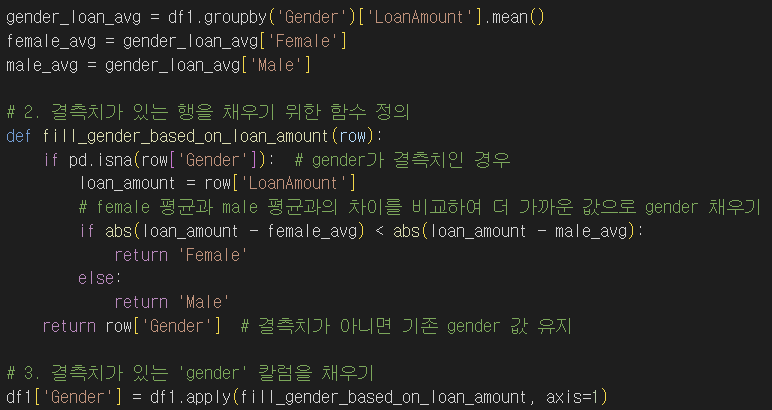 gender_loan_avg = df1.groupby('Gender')['LoanAmount'].mean()
female_avg = gender_loan_avg['Female']
male_avg = gender_loan_avg['Male']

# 2. 결측치가 있는 행을 채우기 위한 함수 정의
def fill_gender_based_on_loan_amount(row):
    if pd.isna(row['Gender']):  # gender가 결측치인 경우
        loan_amount = row['LoanAmount']
        # female 평균과 male 평균과의 차이를 비교하여 더 가까운 값으로 gender 채우기
        if abs(loan_amount - female_avg) < abs(loan_amount - male_avg):
            return 'Female'
        else:
            return 'Male'
    return row['Gender']  # 결측치가 아니면 기존 gender 값 유지

# 3. 결측치가 있는 'gender' 칼럼을 채우기
df1['Gender'] = df1.apply(fill_gender_based_on_loan_amount, axis=1)